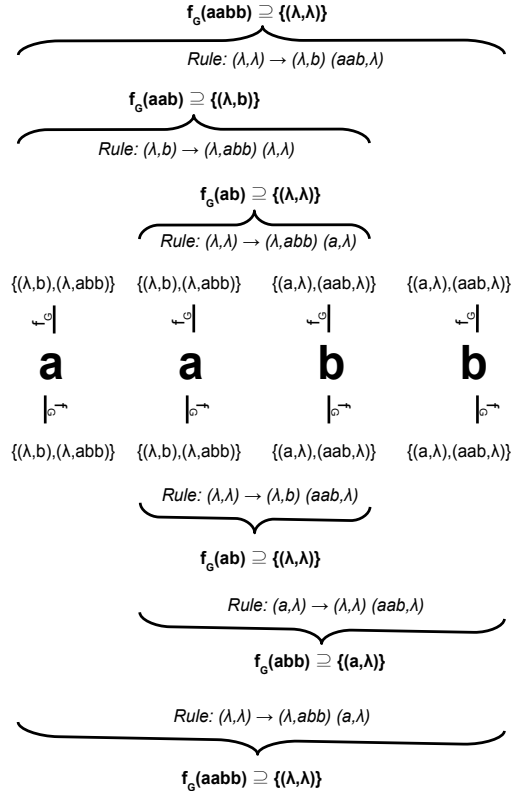 f_G(aabb) ⊇ {(λ,λ)}
Rule: (λ,λ) → (λ,b) (aab,λ)
f_G(aab) ⊇ {(λ,b)}
Rule: (λ,b) → (λ,abb) (λ,λ)
f_G(ab) ⊇ {(λ,λ)}
Rule: (λ,λ) → (λ,abb) (a,λ)
{(λ,b),(λ,abb)} {(λ,b),(λ,abb)} {(a,λ),(aab,λ)} {(a,λ),(aab,λ)}
f_G f_G f_G f_G
a a b b
f_G f_G f_G f_G
{(λ,b),(λ,abb)} {(λ,b),(λ,abb)} {(a,λ),(aab,λ)} {(a,λ),(aab,λ)}
Rule: (λ,λ) → (λ,b) (aab,λ)
f_G(ab) ⊇ {(λ,λ)}
Rule: (a,λ) → (λ,λ) (aab,λ)
f_G(abb) ⊇ {(a,λ)}
Rule: (λ,λ) → (λ,abb) (a,λ)
f_G(aabb) ⊇ {(λ,λ)}